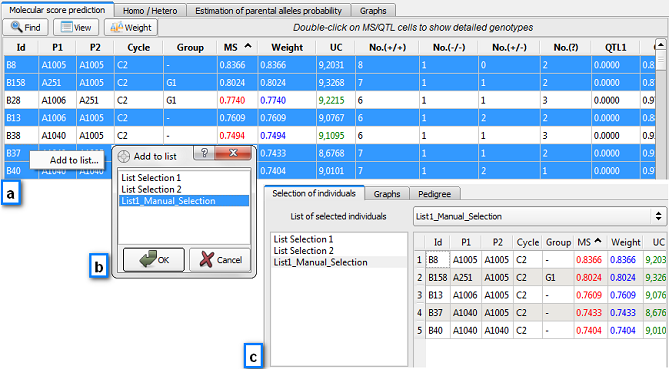 Molecular score prediction Homo / Hetero Estimation of parental alleles probability Graphs
Find View Weight Double-click on MS/QTL cells to show detailed genotypes
Id P1 P2 Cycle Group MS Weight UC No.(+/+) No.(-/-) No.(+/-) No.(?) QTL1
B8 A1005 A1005 C2 - 0.8366 0.8366 9,2031 8 1 0 2 0.0000 0.8
B158 A251 A1005 C2 G1 0.8024 0.8024 9,3268 7 1 1 2 0.0000 0.8
B28 A1006 A251 C2 G1 0.7740 0.7740 9,2215 6 1 1 3 0.0000 0.9
B13 A1006 A1005 C2 - 0.7609 0.7609 9,0767 6 1 2 2 0.0000 0.8
B38 A1040 A1005 C2 - 0.7494 0.7494 9,1095 6 1 1 3 0.0000 0.9
B37 A1040 A1005 0.7433 8,6768 7 1 1 2 0.0000 0.9
B40 A1040 A1005 0.7404 9,0101 7 1 2 1 0.0000 0.9
Add to list...
a
Add to list
List Selection 1
List Selection 2
List1_Manual_Selection
OK Cancel
b
Selection of individuals Graphs Pedigree
List of selected individuals List1_Manual_Selection
List Selection 1
List Selection 2
List1_Manual_Selection
Id P1 P2 Cycle Group MS Weight UC
1 B8 A1005 A1005 C2 - 0.8366 0.8366 9,203
2 B158 A251 A1005 C2 G1 0.8024 0.8024 9,326
3 B13 A1006 A1005 C2 - 0.7609 0.7609 9,076
4 B37 A1040 A1005 C2 - 0.7433 0.7433 8,676
5 B40 A1040 A1005 C2 - 0.7404 0.7404 9,010
c